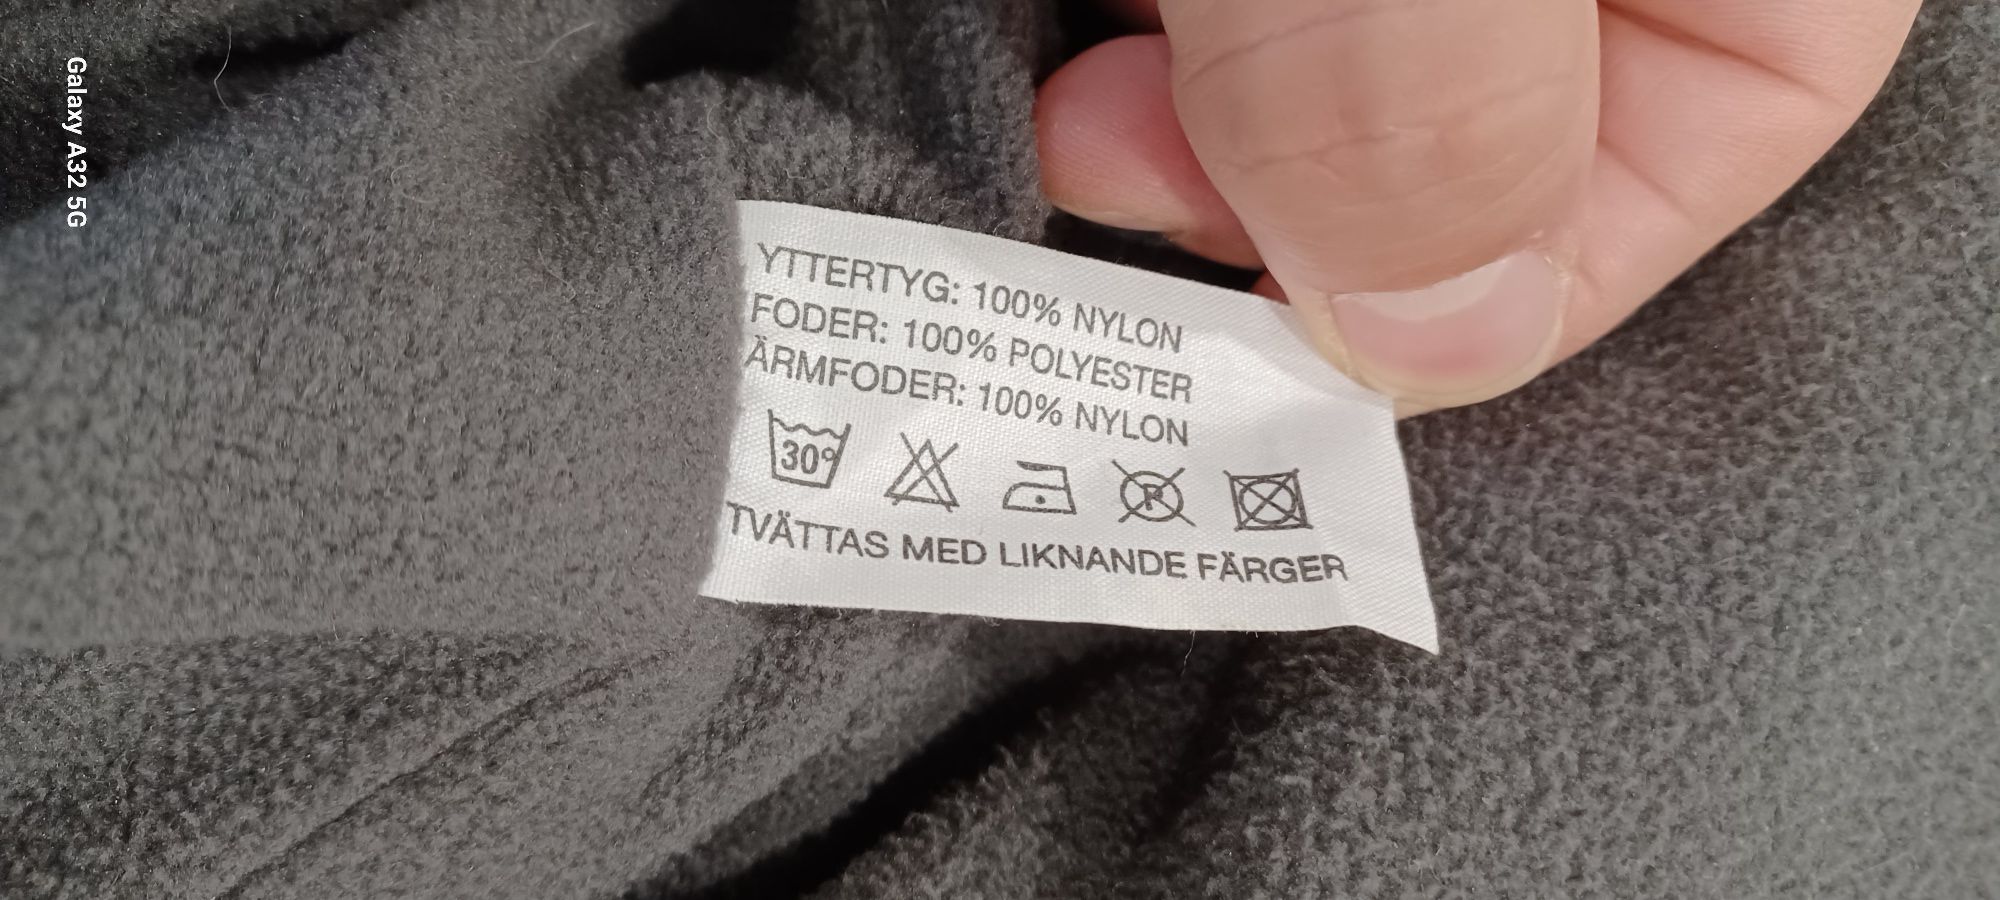 YTTERTYG: 100% NYLON
FODER: 100% POLYESTER
ÄRMFODER: 100% NYLON
30°
P
TVÄTTAS MED LIKNANDE FÄRGER
Galaxy A32 5G